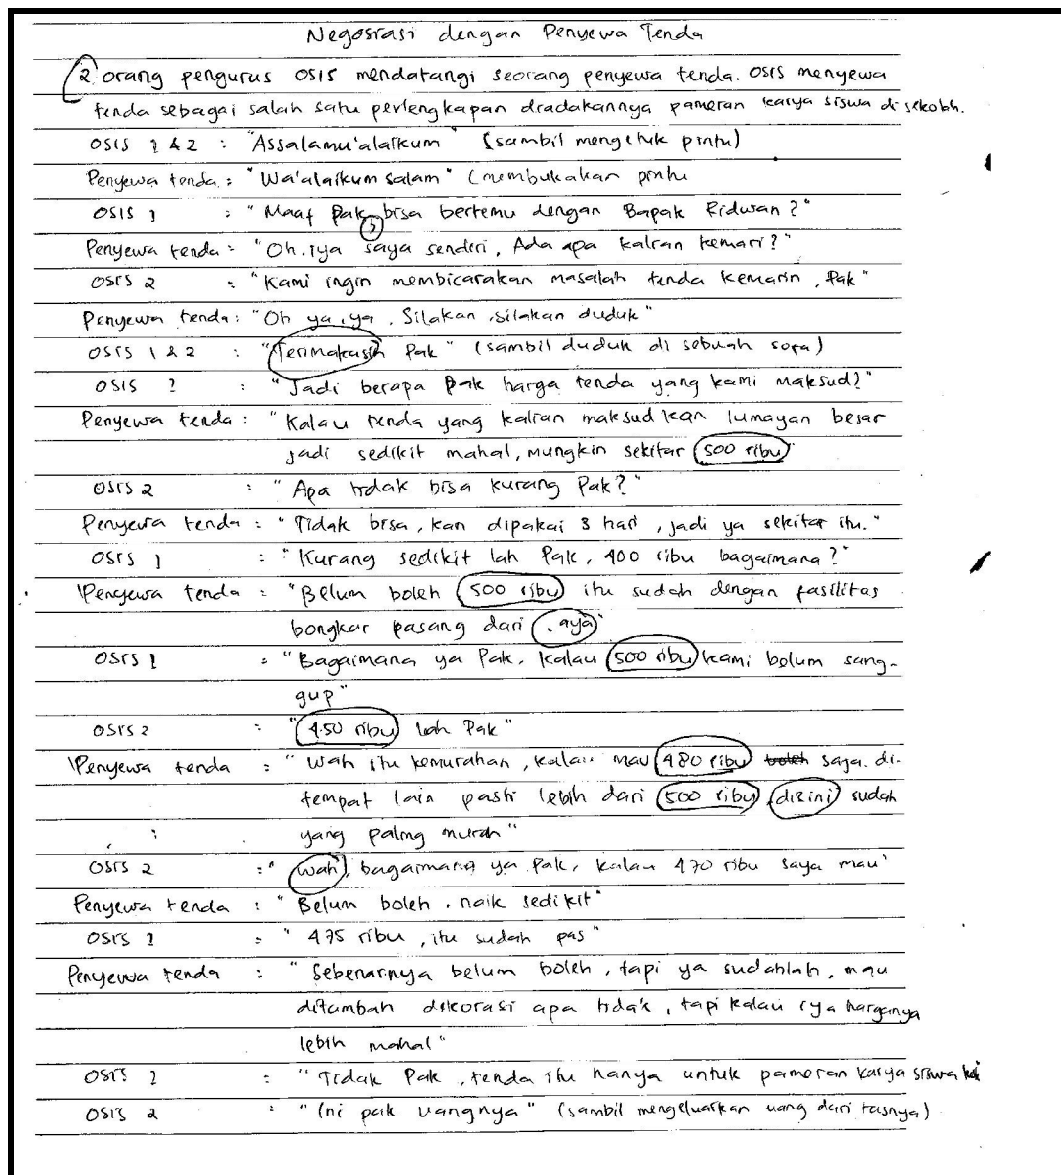 Negosiasi dengan Penyewa Tenda
2 orang pengurus OSIS mendatangi seorang penyewa tenda. OSIS menyewa
tenda sebagai salah satu perlengkapan diadakannya pameran karya siswa di sekolah.
OSIS 1 & 2 : "Assalamu'alaikum" (sambil mengetuk pintu)
Penyewa tenda : "Wa'alaikum salam" (membukakan pintu
OSIS 1 : "Maaf Pak, bisa bertemu dengan Bapak Ridwan?"
Penyewa tenda : "Oh. iya saya sendiri, Ada apa kalian kemari?"
OSIS 2 : "Kami ingin membicarakan masalah tenda kemarin, Pak"
Penyewa tenda : "Oh ya, ya, Silakan, silakan duduk"
OSIS 1 & 2 : "Terimakasih Pak" (sambil duduk di sebuah sofa)
OSIS 1 : "Jadi berapa Pak harga tenda yang kami maksud?"
Penyewa tenda : "Kalau tenda yang kalian maksud kan lumayan besar
jadi sedikit mahal, mungkin sekitar 500 ribu"
OSIS 2 : "Apa tidak bisa kurang Pak?"
Penyewa tenda : "Tidak bisa, kan dipakai 3 hari, jadi ya sekitar itu."
OSIS 1 : "Kurang sedikit lah Pak, 400 ribu bagaimana?"
Penyewa tenda : "Belum boleh 500 ribu itu sudah dengan fasilitas
bongkar pasang dari .aya"
OSIS 1 : "Bagaimana ya Pak, kalau 500 ribu kami belum sang-
gup"
OSIS 2 : "450 ribu lah Pak"
Penyewa tenda : "Wah itu kemurahan, kalau mau 480 ribu boleh saja. di-
tempat lain pasti lebih dari 500 ribu, disini sudah
yang paling murah"
OSIS 2 : "Wah, bagaimana ya Pak, kalau 470 ribu saya mau"
Penyewa tenda : "Belum boleh, naik sedikit"
OSIS 1 : "475 ribu, itu sudah pas"
Penyewa tenda : "Sebenarnya belum boleh, tapi ya sudahlah, mau
ditambah dekorasi apa tidak, tapi kalau iya harganya
lebih mahal"
OSIS 1 : "Tidak Pak, tenda itu hanya untuk pameran karya siswa
OSIS 2 : "Ini pak uangnya" (sambil mengeluarkan uang dari tasnya)